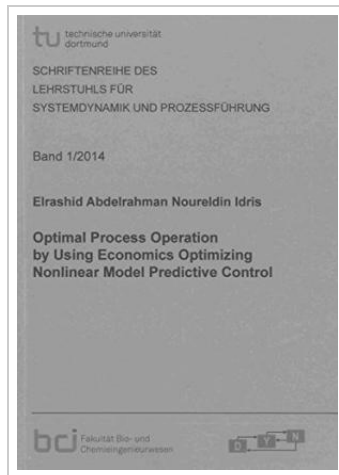 tu technische universität
dortmund
SCHRIFTENREIHE DES
LEHRSTUHLS FÜR
SYSTEMDYNAMIK UND PROZESSFÜHRUNG
Band 1/2014
Elrashid Abdelrahman Noureldin Idris
Optimal Process Operation
by Using Economics Optimizing
Nonlinear Model Predictive Control
bci Fakultät Bio- und
Chemieingenieurwesen
D Y N